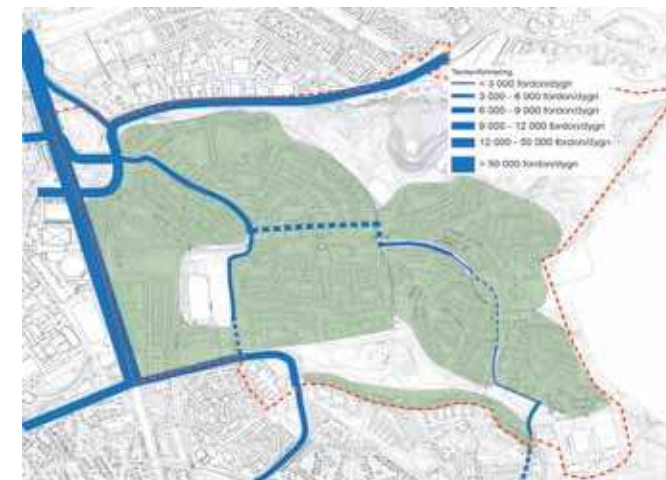 Teckenförklaring
< 3 000 fordon/dygn
3 000 - 6 000 fordon/dygn
6 000 - 9 000 fordon/dygn
9 000 - 12 000 fordon/dygn
12 000 - 50 000 fordon/dygn
> 50 000 fordon/dygn